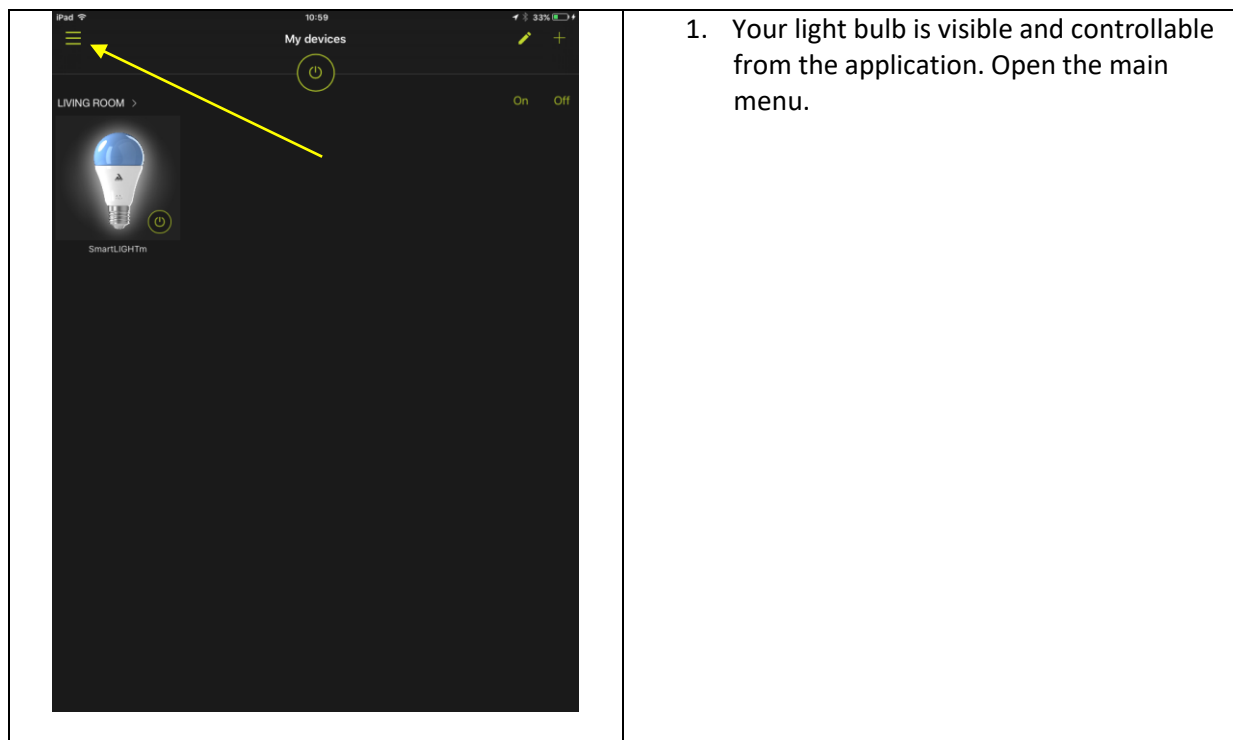 iPad 10:59 33%
My devices
LIVING ROOM > On Off
SmartLIGHTm
1. Your light bulb is visible and controllable
from the application. Open the main
menu.